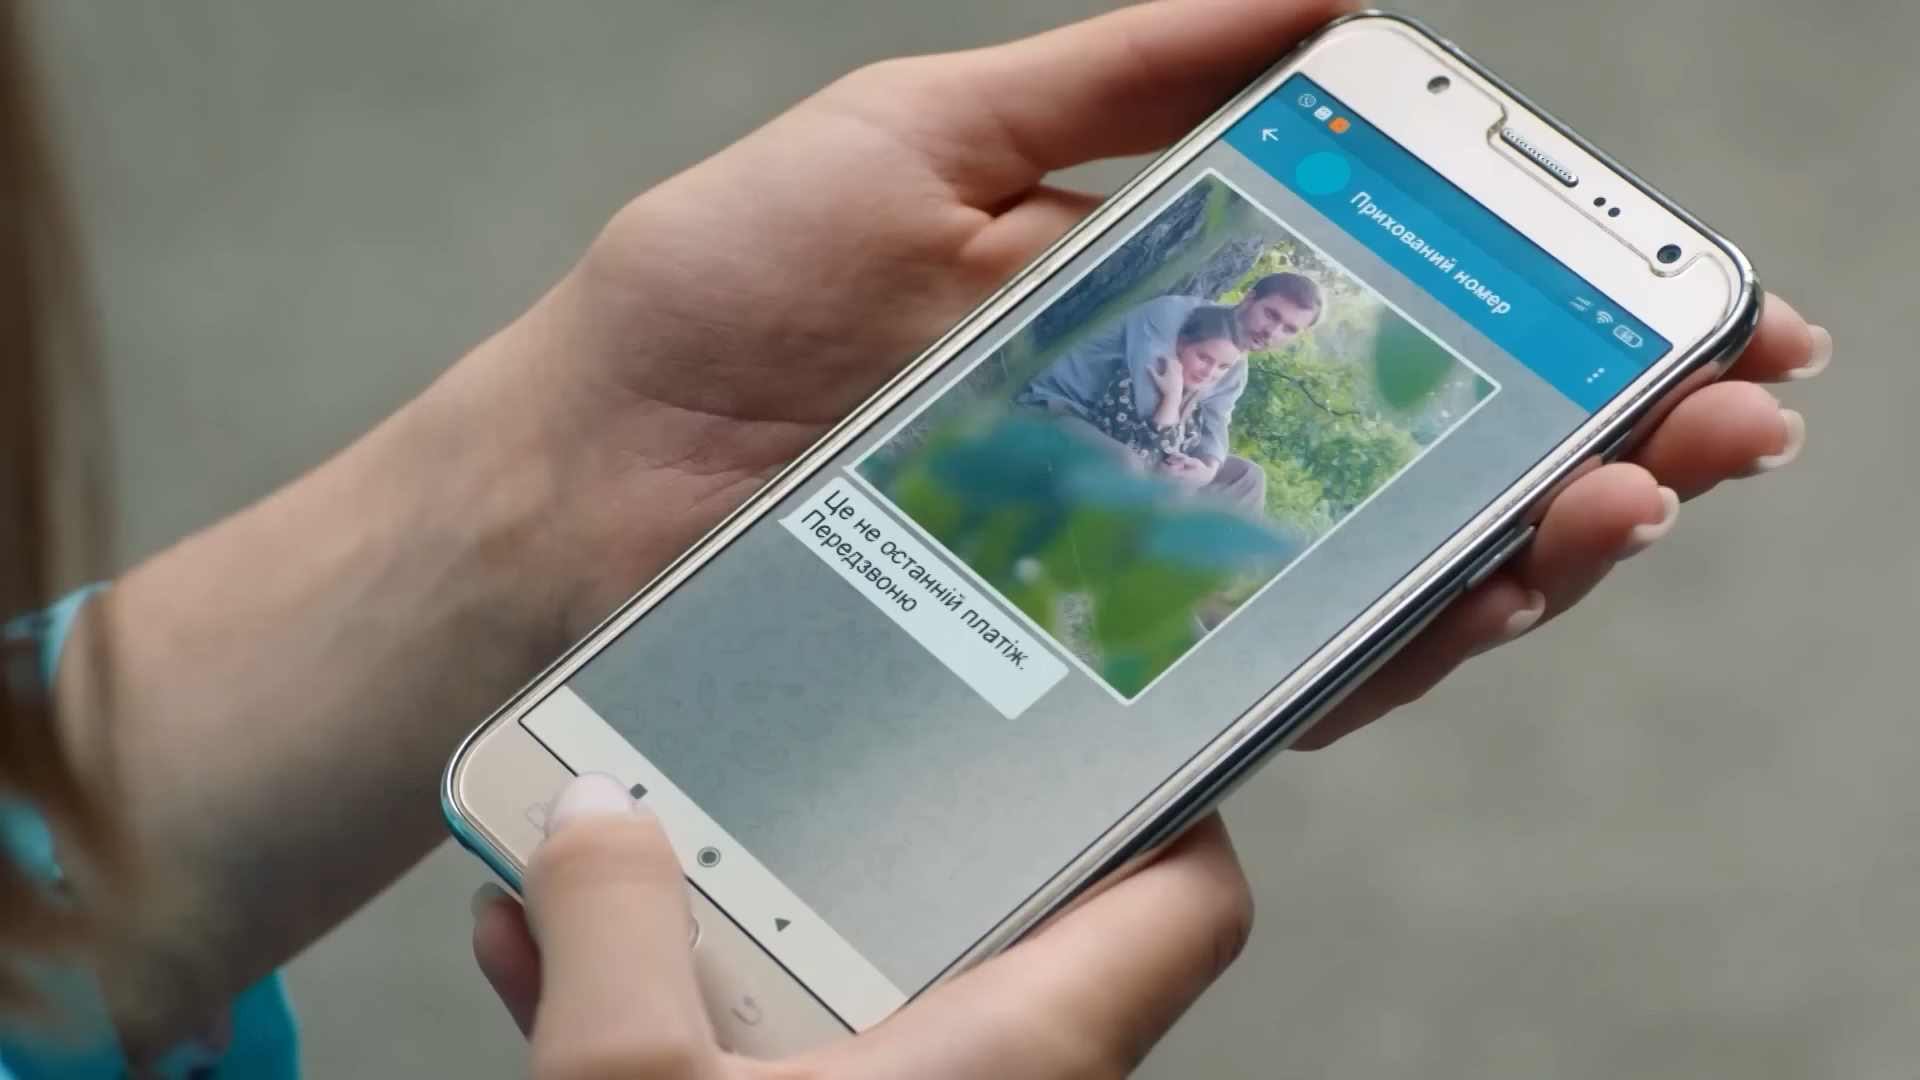 Прихований номер
Це не останній платіж.
Передзвоню